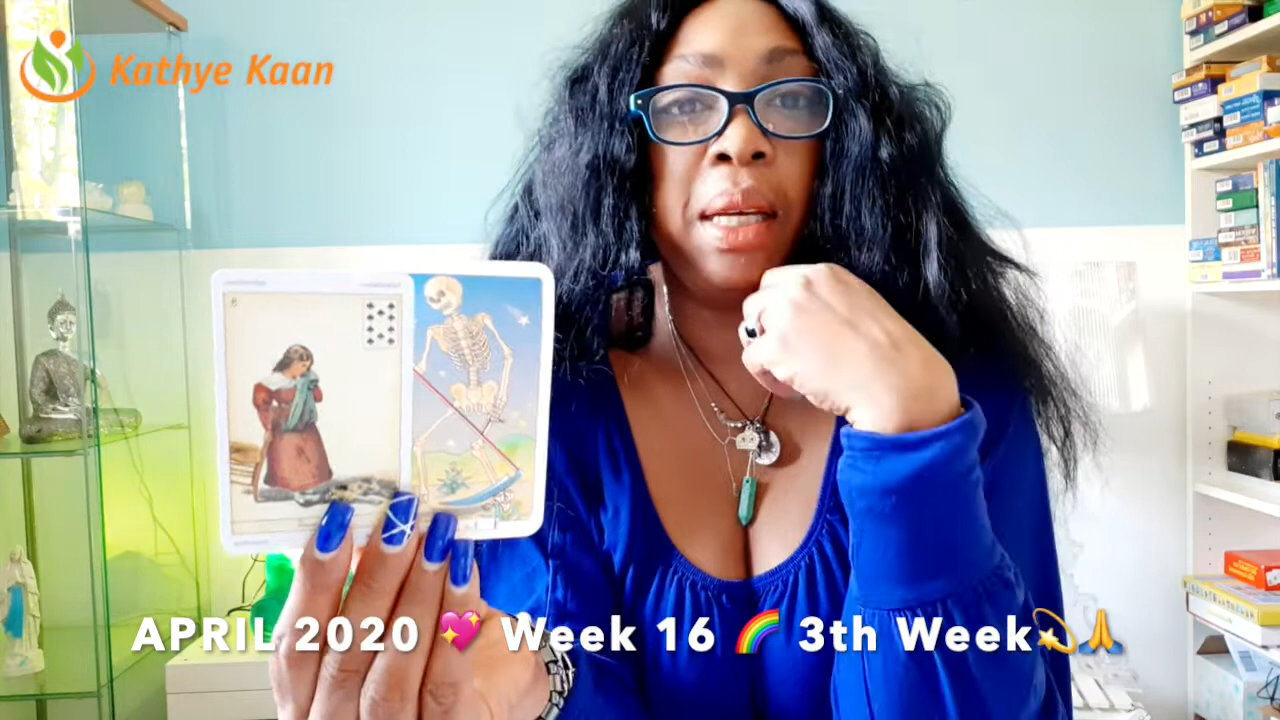 Kathye Kaan
APRIL 2020 💖 Week 16 🌈 3th Week💫🙏